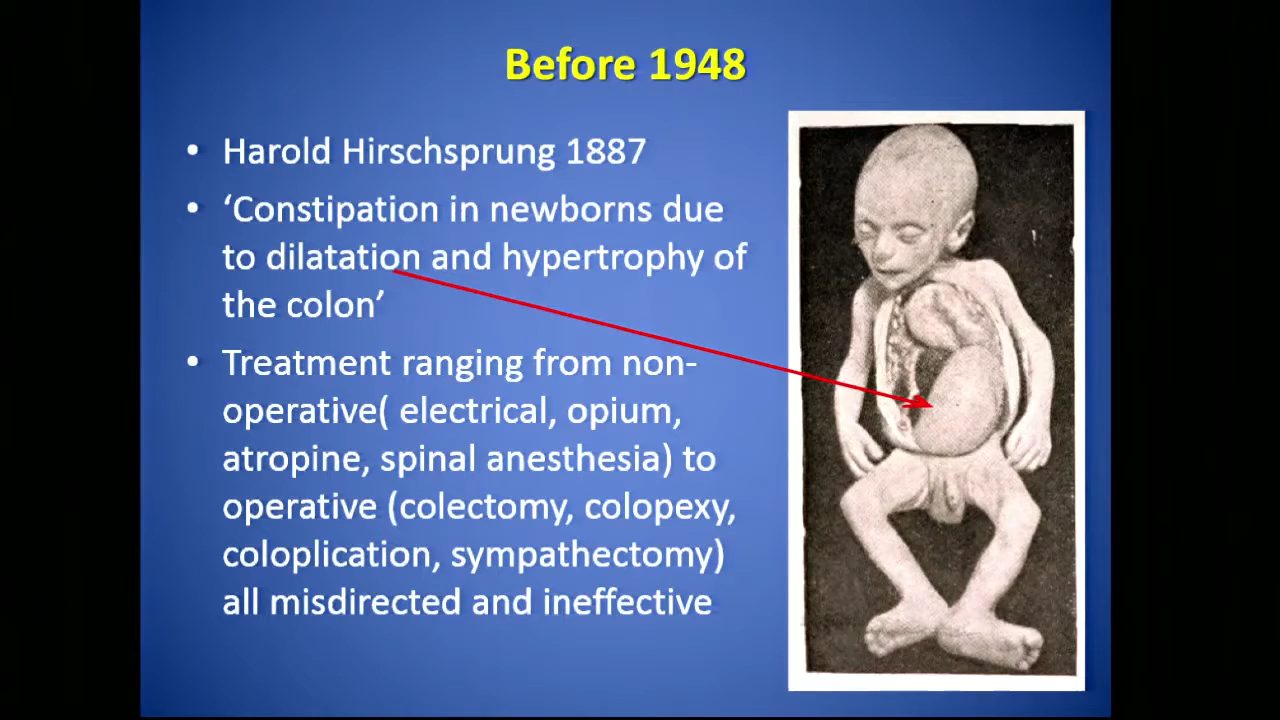 Before 1948
• Harold Hirschsprung 1887
• ‘Constipation in newborns due
to dilatation and hypertrophy of
the colon’
• Treatment ranging from non-
operative( electrical, opium,
atropine, spinal anesthesia) to
operative (colectomy, colopexy,
coloplication, sympathectomy)
all misdirected and ineffective